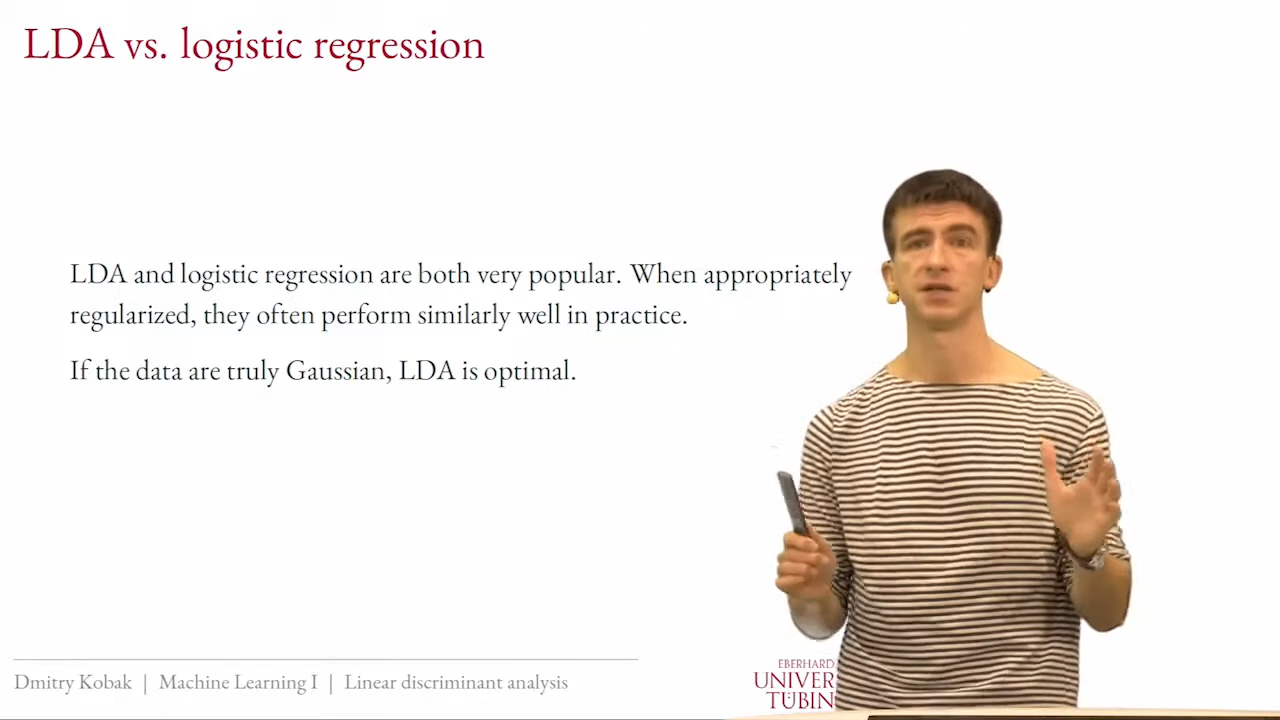 LDA vs. logistic regression
LDA and logistic regression are both very popular. When appropriately
regularized, they often perform similarly well in practice.
If the data are truly Gaussian, LDA is optimal.
Dmitry Kobak | Machine Learning I | Linear discriminant analysis
EBERHARD
UNIVER
TÜBIN